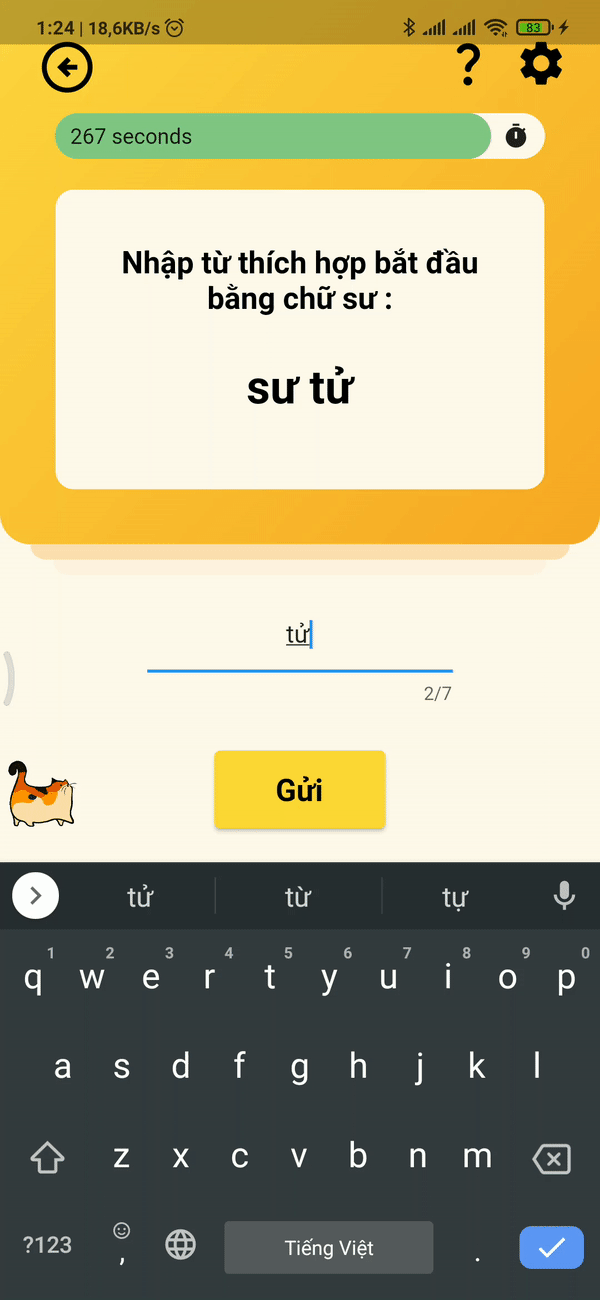 1:24 | 18,6KB/s 83
?
267 seconds
Nhập từ thích hợp bắt đầu
bằng chữ sư :
sư tử
tử
2/7
Gửi
tử từ tự
1 2 3 4 5 6 7 8 9 0
q w e r t y u i o p
a s d f g h j k l
z x c v b n m
?123 , Tiếng Việt .